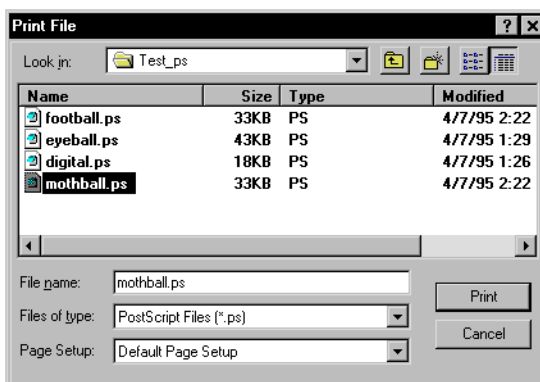 Print File
Look in: Test_ps
Name Size Type Modified
football.ps 33KB PS 4/7/95 2:22
eyeball.ps 43KB PS 4/7/95 1:29
digital.ps 18KB PS 4/7/95 1:26
mothball.ps 33KB PS 4/7/95 2:22
File name: mothball.ps
Print
Files of type: PostScript Files (*.ps)
Cancel
Page Setup: Default Page Setup